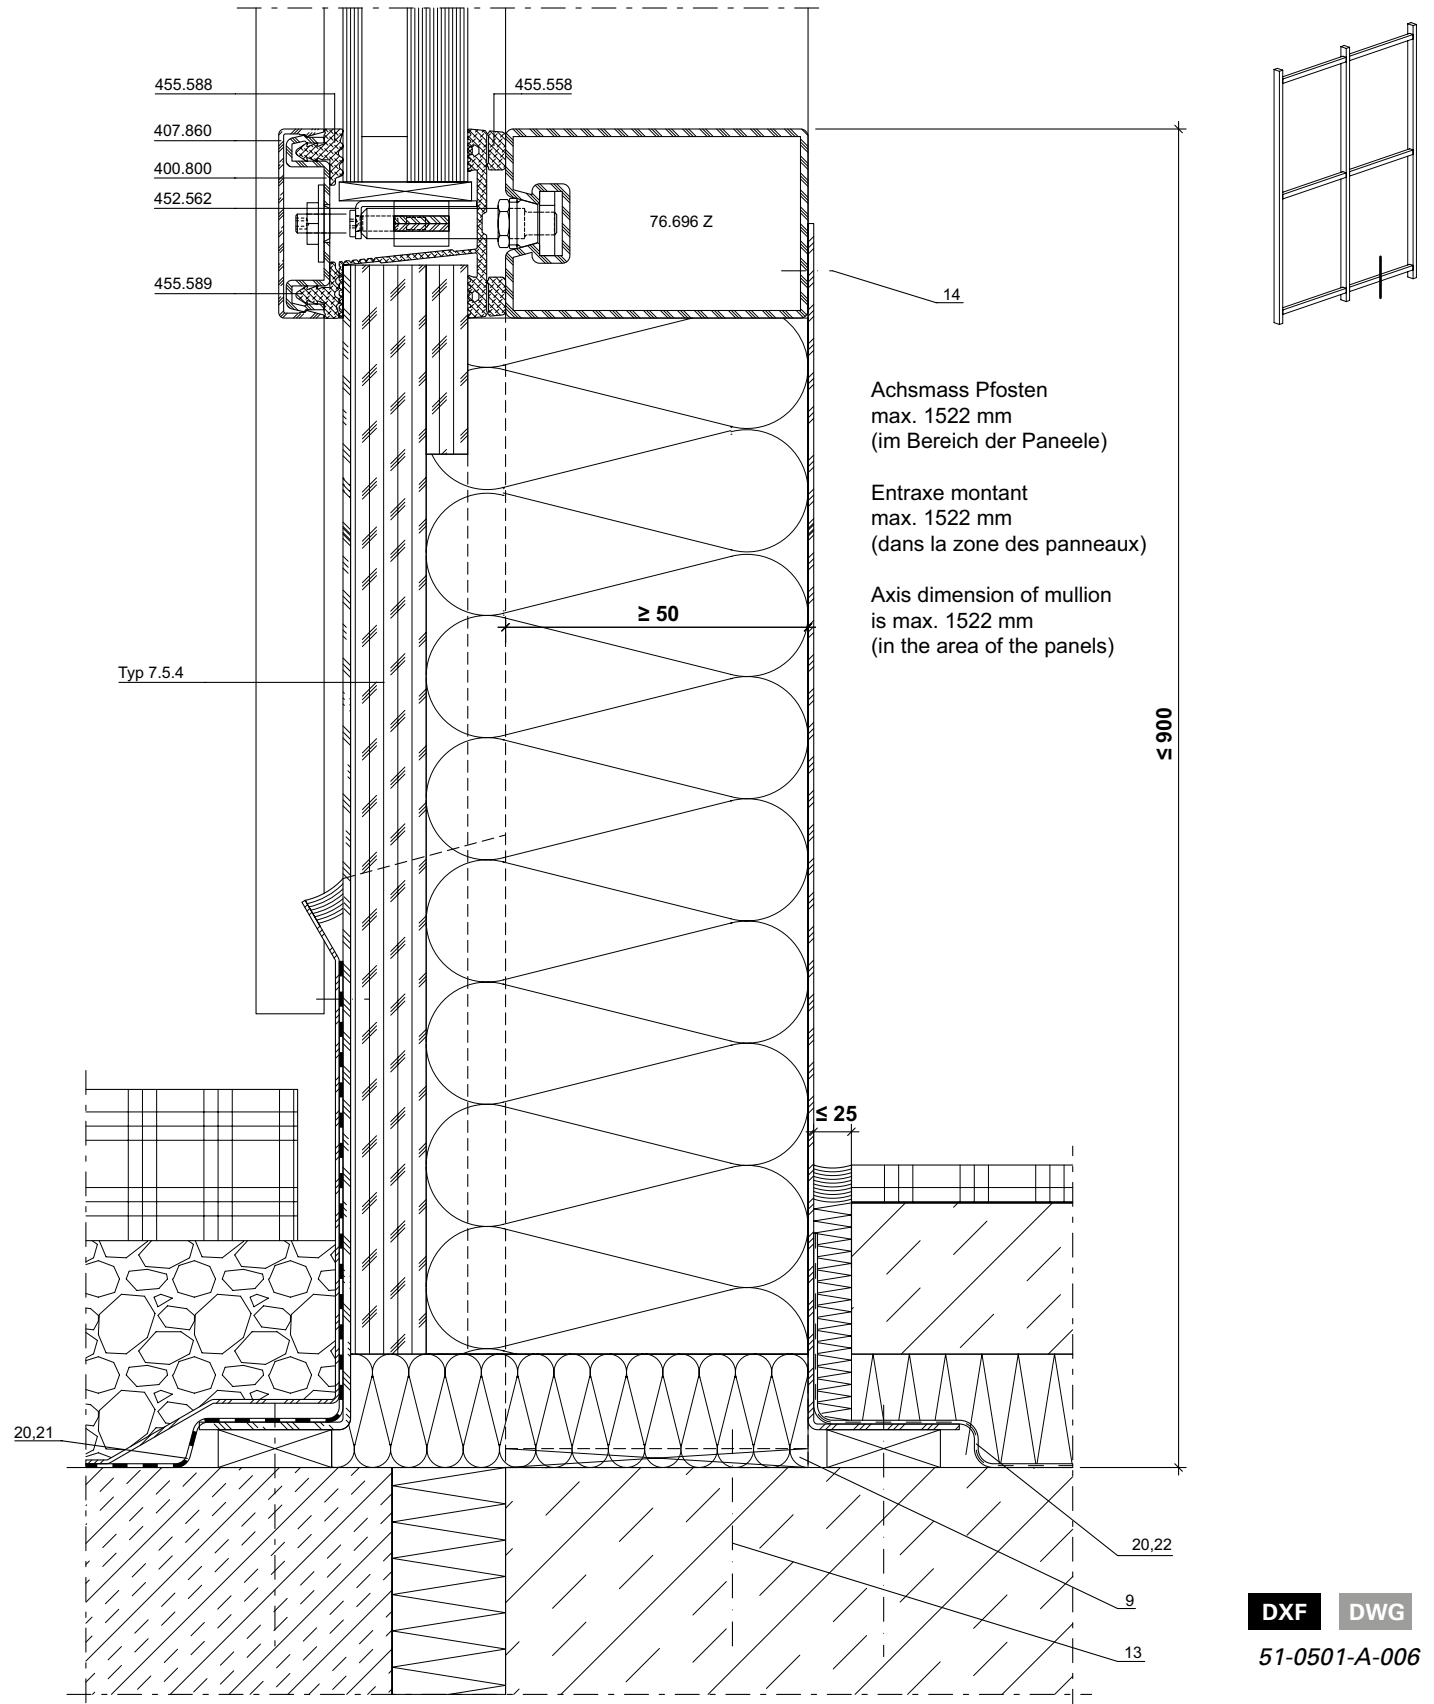 455.588
455.558
407.860
400.800
452.562
76.696 Z
455.589
14
Achsmass Pfosten
max. 1522 mm
(im Bereich der Paneele)
Entraxe montant
max. 1522 mm
(dans la zone des panneaux)
Axis dimension of mullion
is max. 1522 mm
(in the area of the panels)
≥ 50
Typ 7.5.4
≤ 900
≤ 25
20,21
20,22
9
13
DXF DWG
51-0501-A-006